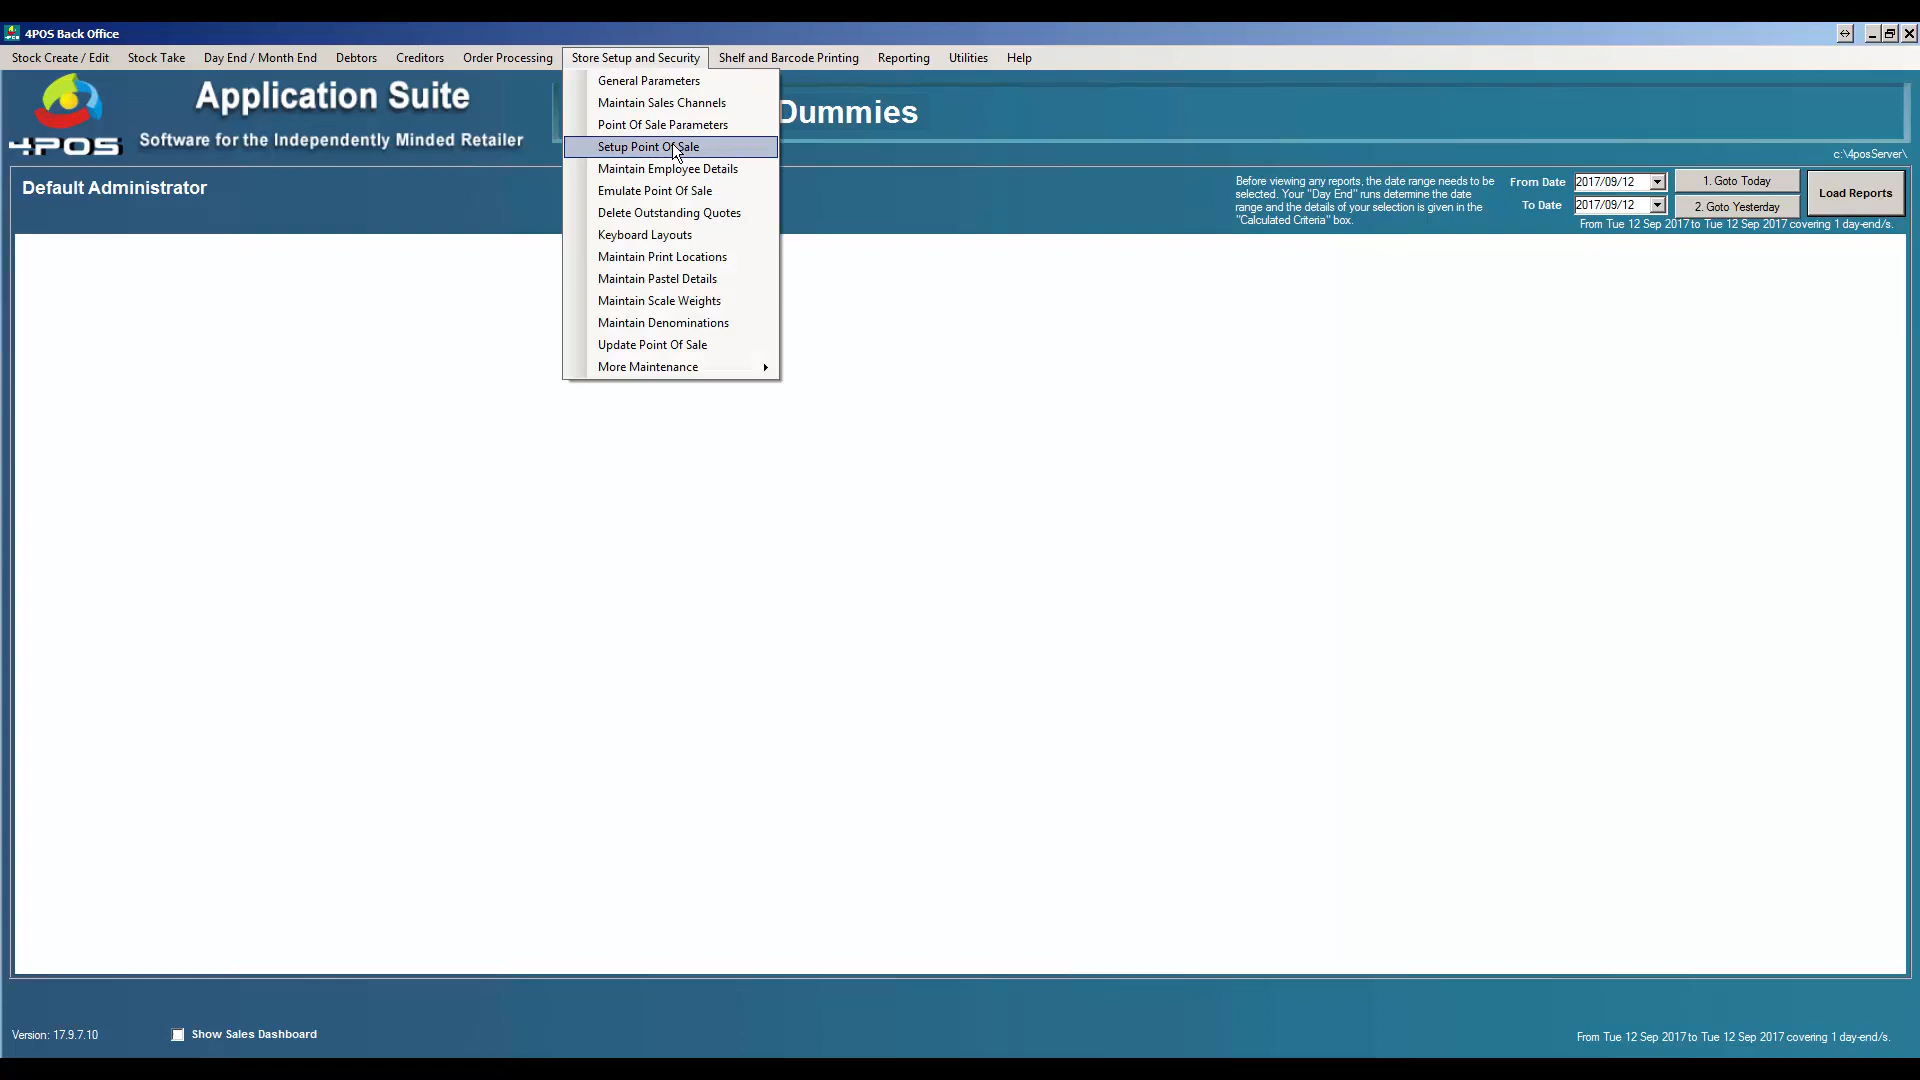 4POS Back Office
Stock Create / Edit Stock Take Day End / Month End Debtors Creditors Order Processing Store Setup and Security Shelf and Barcode Printing Reporting Utilities Help
4POS
Application Suite
Software for the Independently Minded Retailer
Dummies
General Parameters
Maintain Sales Channels
Point Of Sale Parameters
Setup Point Of Sale
Maintain Employee Details
Emulate Point Of Sale
Delete Outstanding Quotes
Keyboard Layouts
Maintain Print Locations
Maintain Pastel Details
Maintain Scale Weights
Maintain Denominations
Update Point Of Sale
More Maintenance
c:\4posServer\
Default Administrator
Before viewing any reports, the date range needs to be
selected. Your "Day End" runs determine the date
range and the details of your selection is given in the
"Calculated Criteria" box.
From Date 2017/09/12 1. Goto Today
To Date 2017/09/12 2. Goto Yesterday
Load Reports
From Tue 12 Sep 2017 to Tue 12 Sep 2017 covering 1 day-end/s.
Version: 17.9.7.10
Show Sales Dashboard
From Tue 12 Sep 2017 to Tue 12 Sep 2017 covering 1 day-end/s.